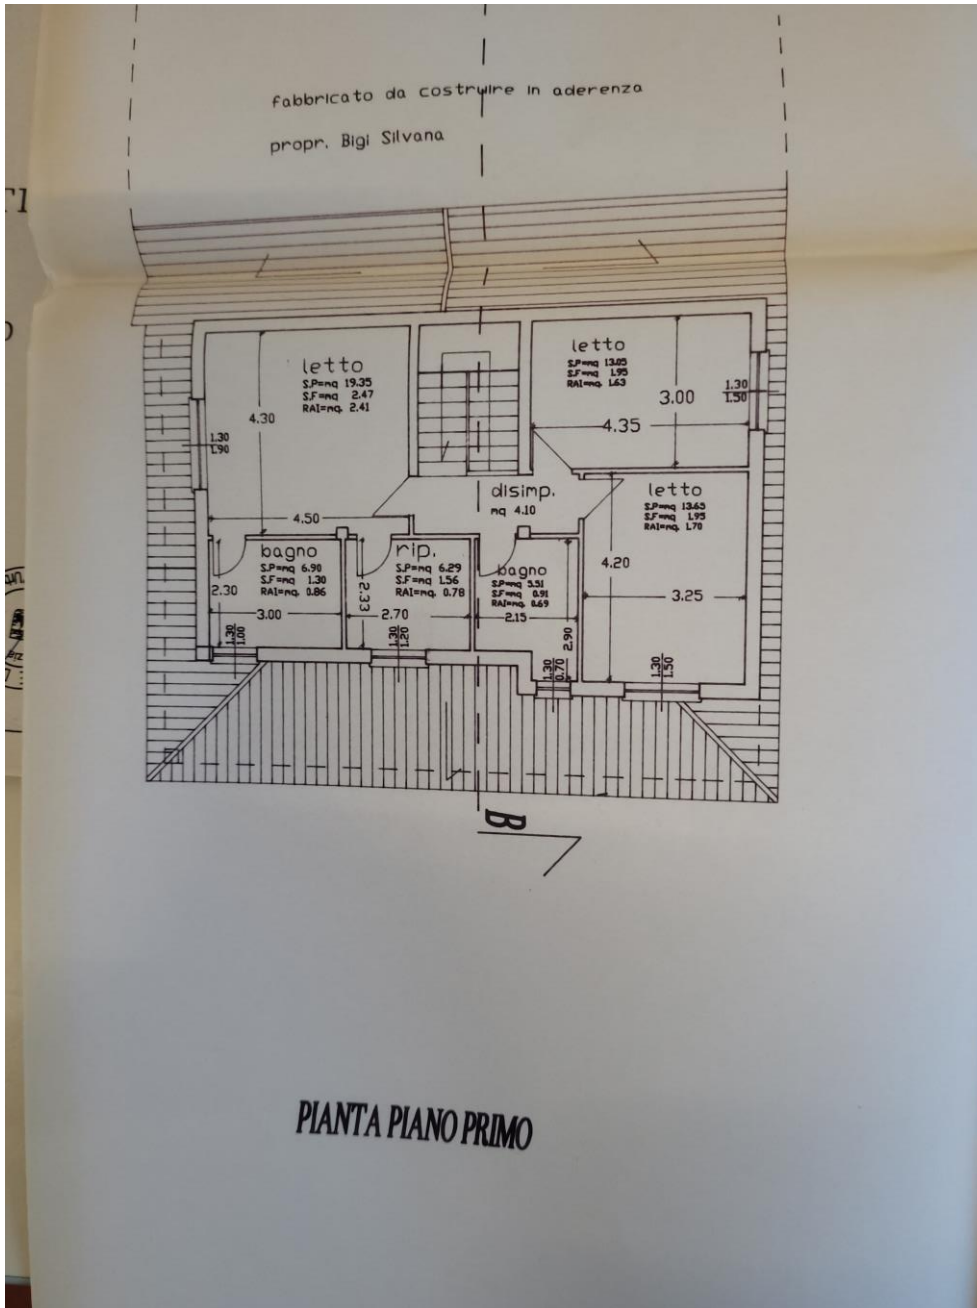 fabbricato da costruire in aderenza
propr. Bigi Silvana
letto
S.P=mq 19.35
S.F= mq 2.47
RAI=mq. 2.41
4.30
1.30
1.90
4.50
letto
S.P=mq 13.05
S.F= mq 1.95
RAI=mq. 1.63
3.00
4.35
1.30
1.50
disimp.
mq 4.10
letto
S.P=mq 13.65
S.F= mq 1.95
RAI=mq. 1.70
4.20
3.25
1.30
1.50
bagno
S.P=mq 6.90
S.F= mq 1.30
RAI=mq. 0.86
2.30
3.00
1.30
1.00
rip.
S.P=mq 6.29
S.F= mq 1.56
RAI=mq. 0.78
2.33
2.70
1.30
1.20
bagno
S.P=mq 5.51
S.F= mq 0.91
RAI=mq. 0.69
2.15
2.90
1.30
0.70
B
PIANTA PIANO PRIMO